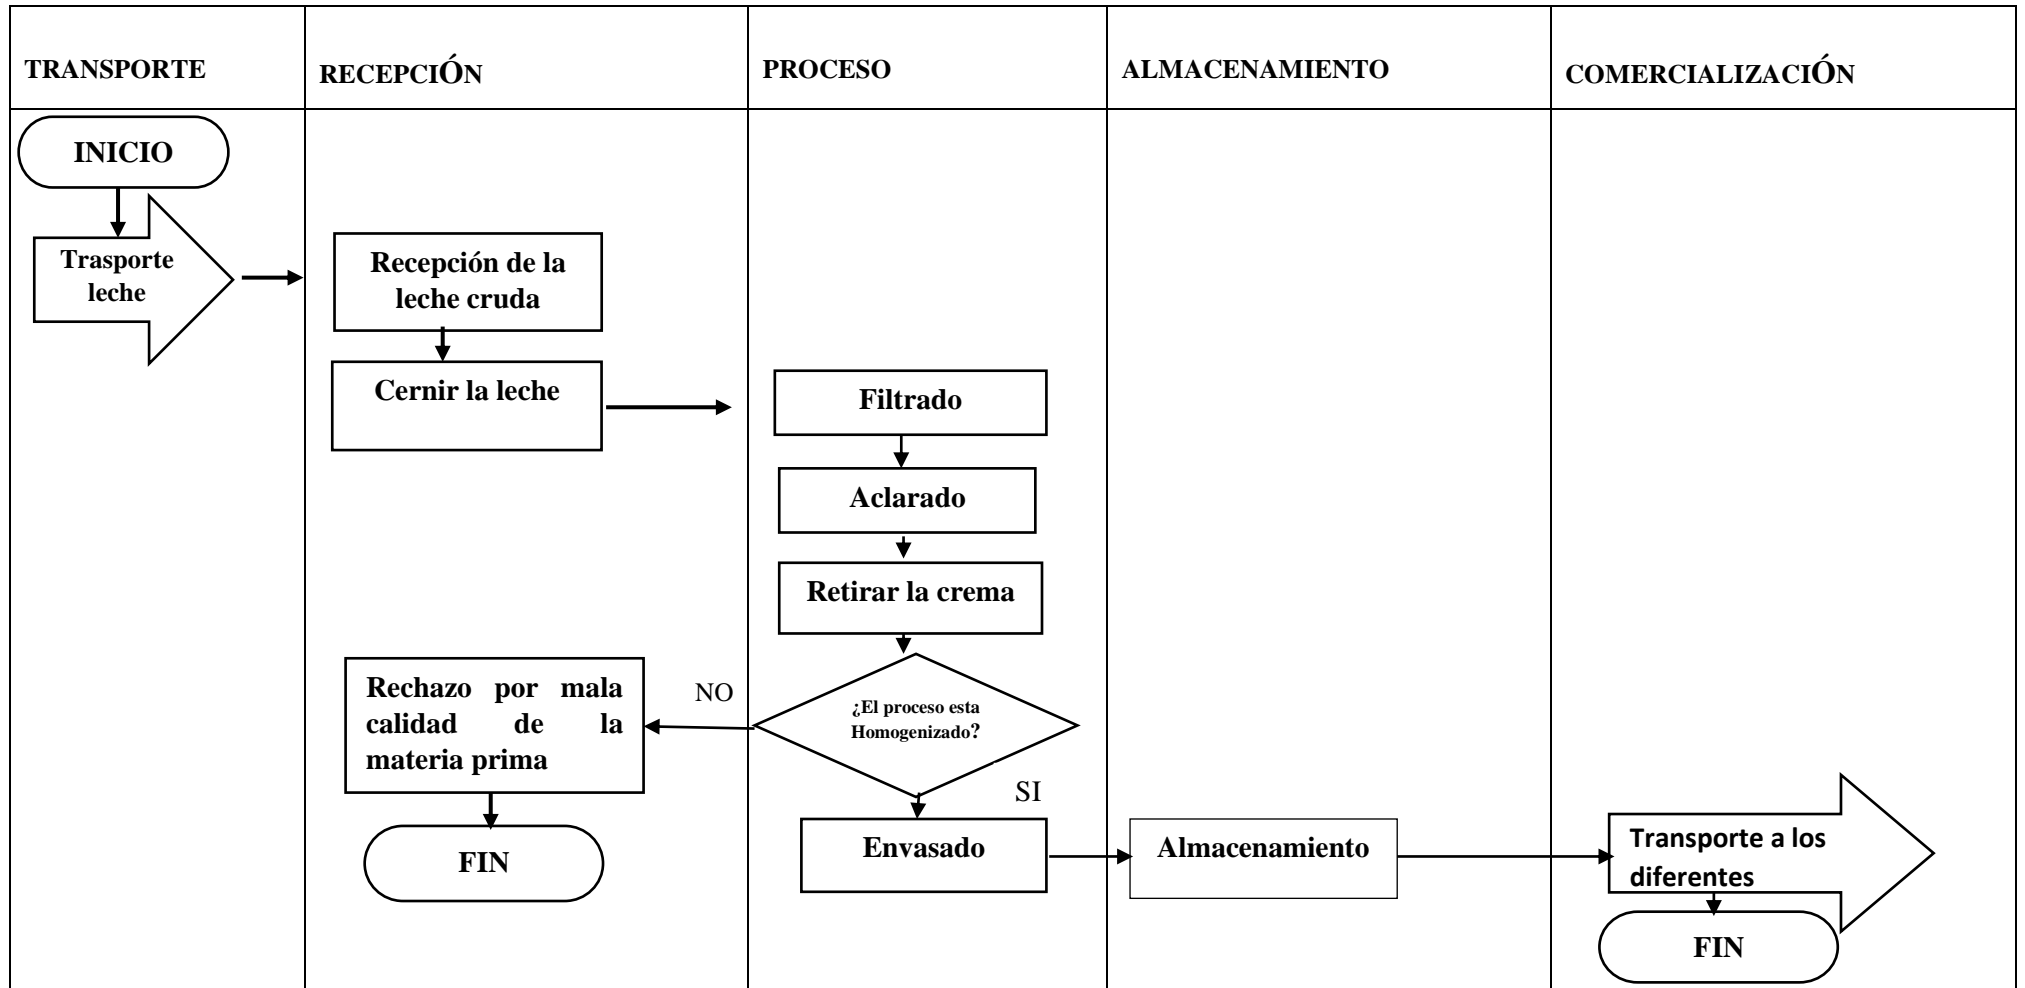 TRANSPORTE
RECEPCIÓN
PROCESO
ALMACENAMIENTO
COMERCIALIZACIÓN
INICIO
Trasporte
leche
Recepción de la
leche cruda
Cernir la leche
Filtrado
Aclarado
Retirar la crema
¿El proceso esta
Homogenizado?
NO
Rechazo por mala
calidad de la
materia prima
FIN
SI
Envasado
Almacenamiento
Transporte a los
diferentes
FIN